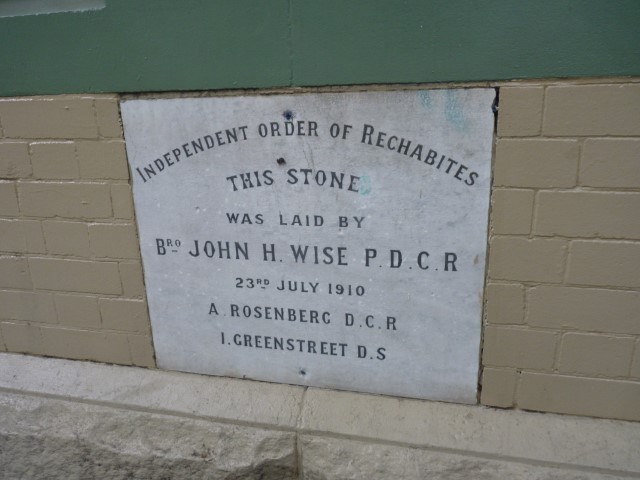 INDEPENDENT ORDER OF RECHABITES
THIS STONE
WAS LAID BY
BRO JOHN H. WISE P.D.C.R
23RD JULY 1910
A. ROSENBERG D.C.R
I. GREENSTREET D.S